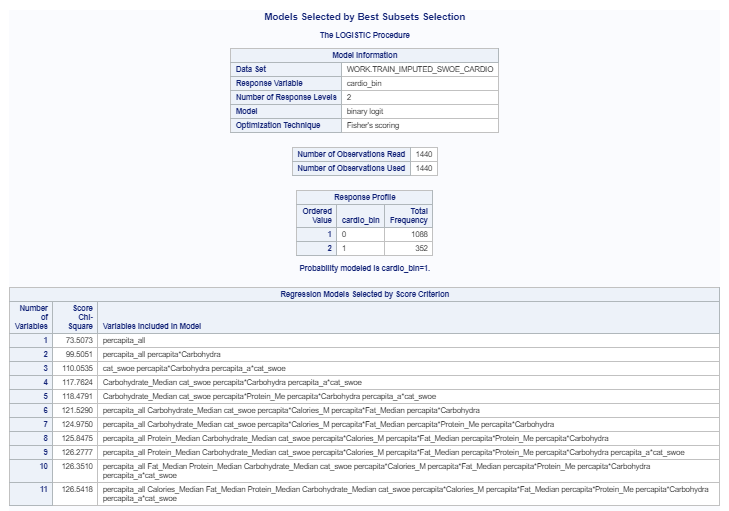 Models Selected by Best Subsets Selection
The LOGISTIC Procedure
Model Information
Data Set WORK.TRAIN_IMPUTED_SWOE_CARDIO
Response Variable cardio_bin
Number of Response Levels 2
Model binary logit
Optimization Technique Fisher's scoring
Number of Observations Read 1440
Number of Observations Used 1440
Response Profile
Ordered Value cardio_bin Total Frequency
1 0 1088
2 1 352
Probability modeled is cardio_bin=1.
Regression Models Selected by Score Criterion
Number of Variables Score Chi-Square Variables Included in Model
1 73.5073 percapita_all
2 99.5051 percapita_all percapita*Carbohydra
3 110.0535 cat_swoe percapita*Carbohydra percapita_a*cat_swoe
4 117.7624 Carbohydrate_Median cat_swoe percapita*Carbohydra percapita_a*cat_swoe
5 118.4791 Carbohydrate_Median cat_swoe percapita*Protein_Me percapita*Carbohydra percapita_a*cat_swoe
6 121.5290 percapita_all Carbohydrate_Median cat_swoe percapita*Calories_M percapita*Fat_Median percapita*Carbohydra
7 124.9750 percapita_all Carbohydrate_Median cat_swoe percapita*Calories_M percapita*Fat_Median percapita*Protein_Me percapita*Carbohydra
8 125.8475 percapita_all Protein_Median Carbohydrate_Median cat_swoe percapita*Calories_M percapita*Fat_Median percapita*Protein_Me percapita*Carbohydra
9 126.2777 percapita_all Protein_Median Carbohydrate_Median cat_swoe percapita*Calories_M percapita*Fat_Median percapita*Protein_Me percapita*Carbohydra percapita_a*cat_swoe
10 126.3510 percapita_all Fat_Median Protein_Median Carbohydrate_Median cat_swoe percapita*Calories_M percapita*Fat_Median percapita*Protein_Me percapita*Carbohydra
percapita_a*cat_swoe
11 126.5418 percapita_all Calories_Median Fat_Median Protein_Median Carbohydrate_Median cat_swoe percapita*Calories_M percapita*Fat_Median percapita*Protein_Me percapita*Carbohydra
percapita_a*cat_swoe